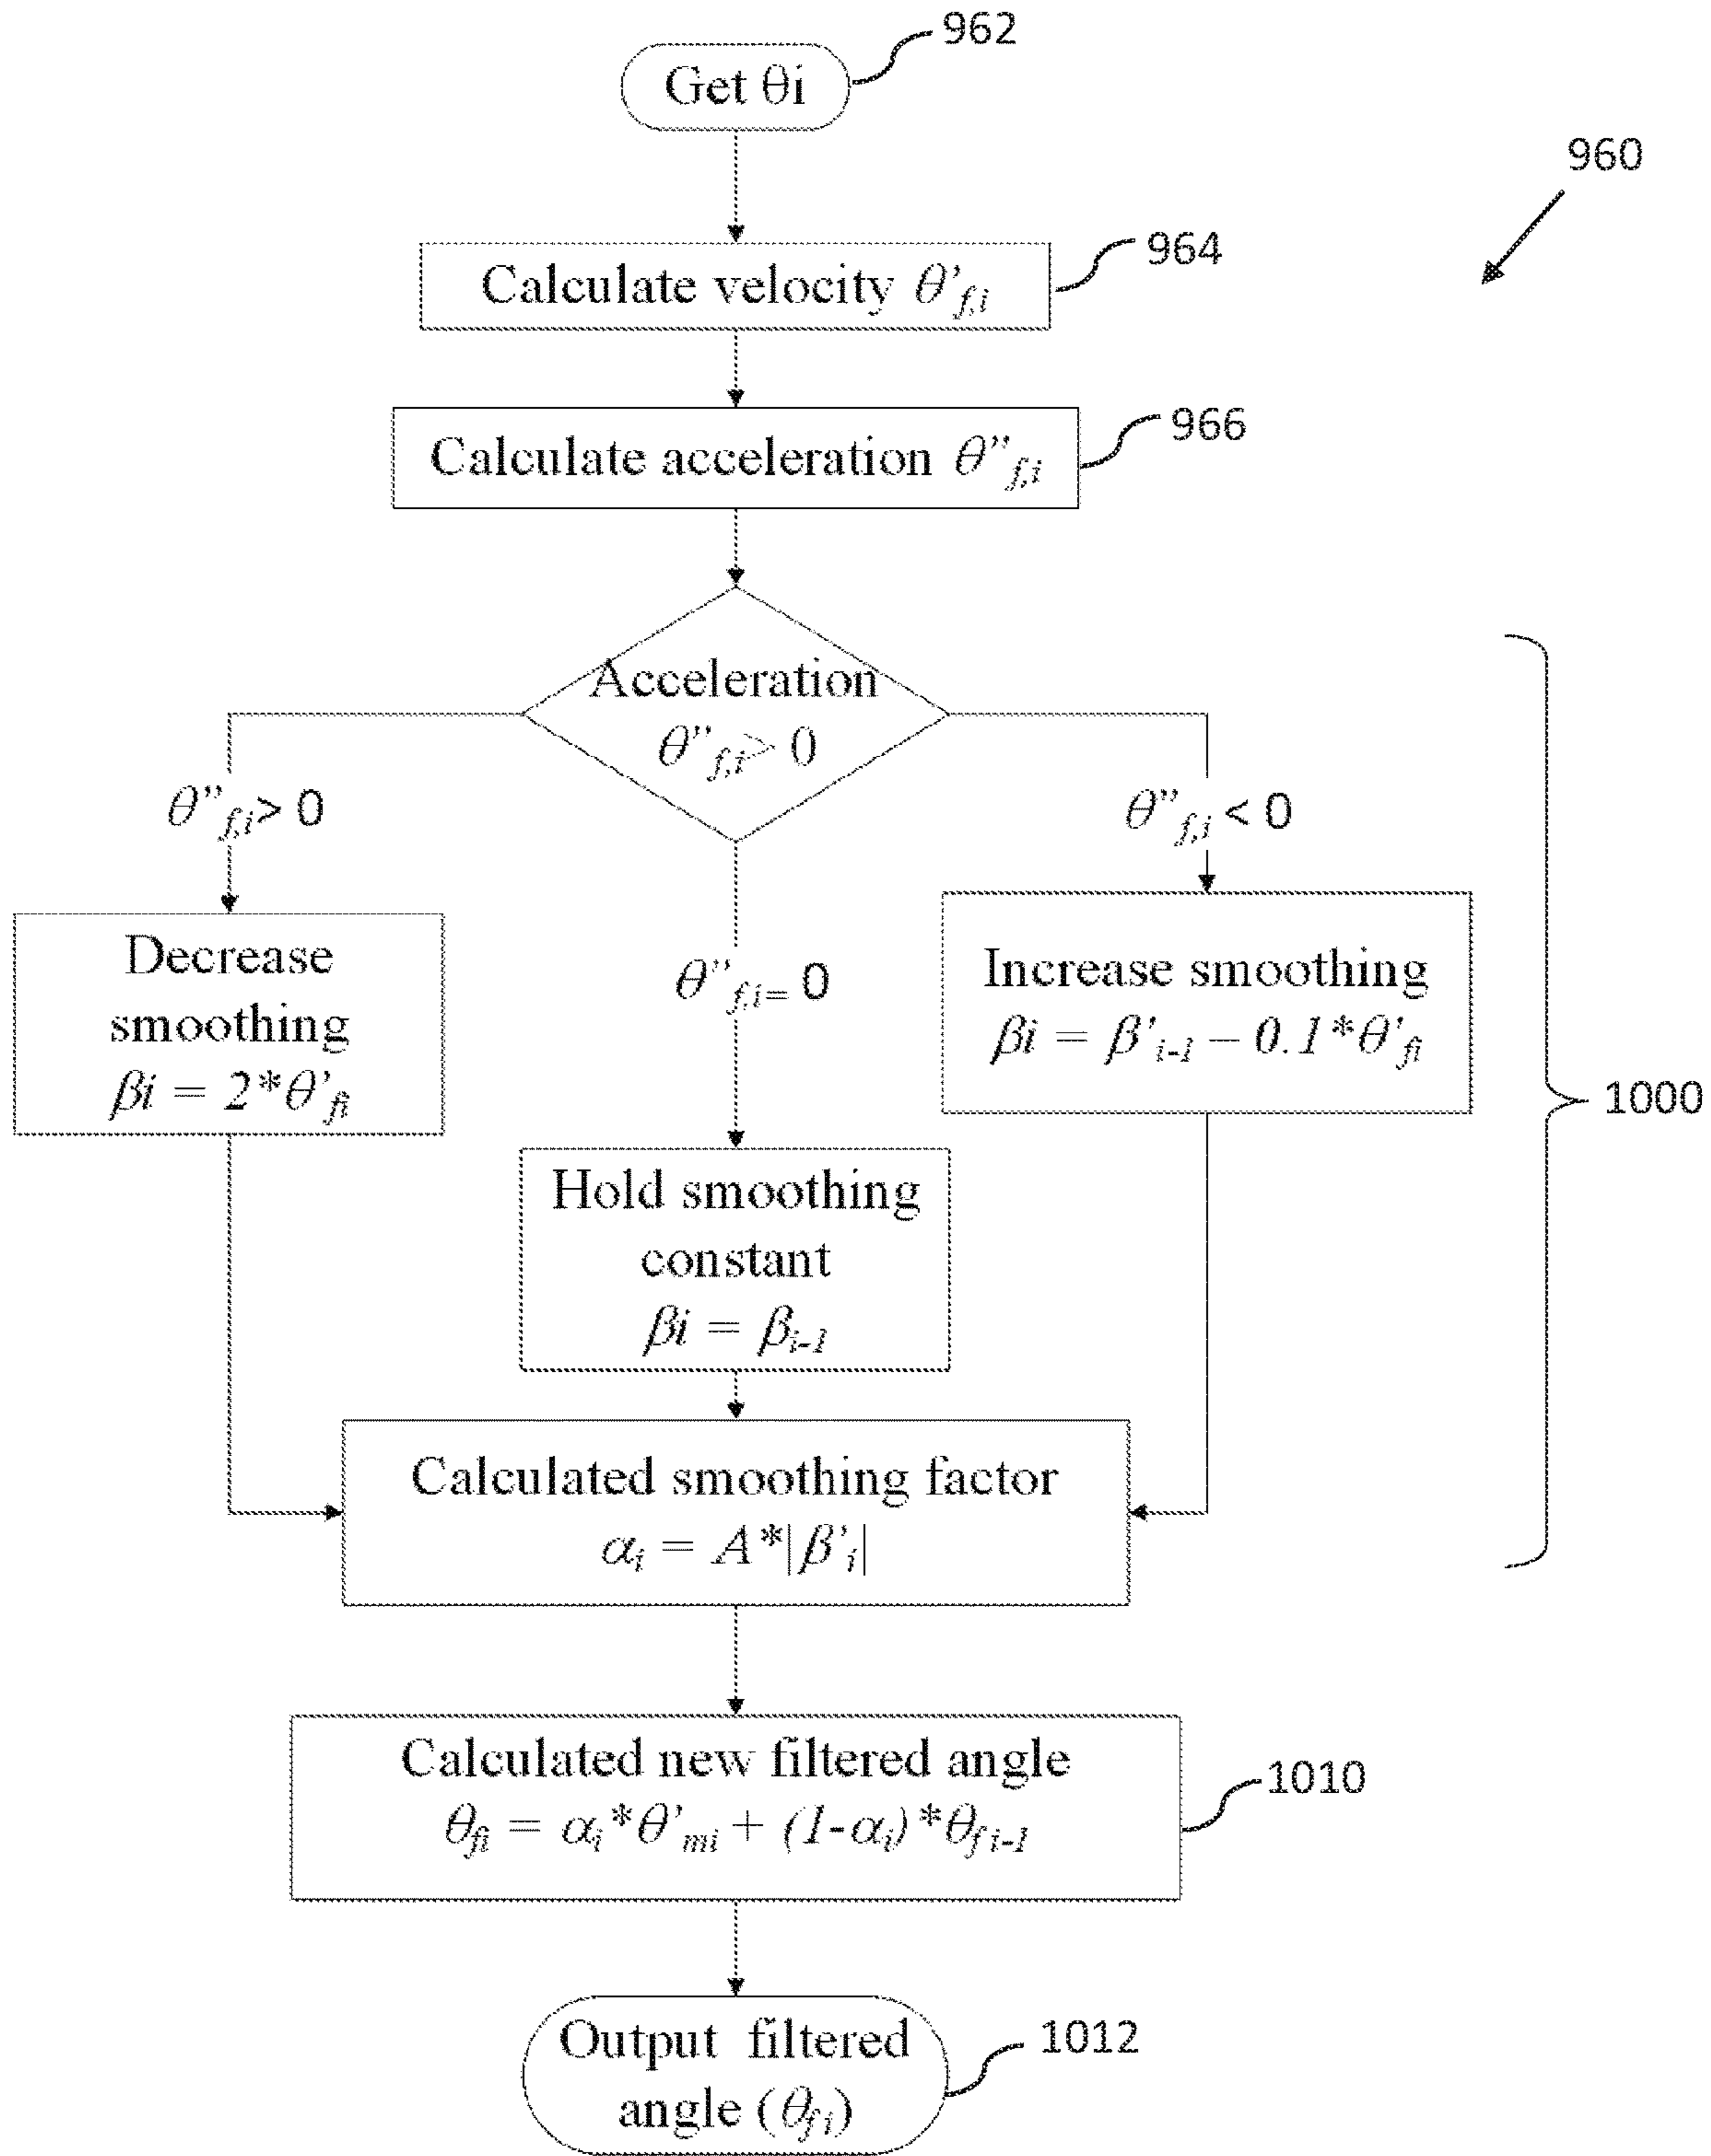 962
Get θi
960
964
Calculate velocity θ'f,i
966
Calculate acceleration θ''f,i
Acceleration
θ''f,i > 0
θ''f,i > 0
θ''f,i < 0
Decrease
smoothing
βi = 2*θ'fi
θ''f,i = 0
Increase smoothing
βi = β'i-1 – 0.1*θ'fi
1000
Hold smoothing
constant
βi = βi-1
Calculated smoothing factor
αi = A*|β'i|
Calculated new filtered angle
θfi = αi*θ'mi + (1-αi)*θf i-1
1010
Output filtered
angle (θf i)
1012